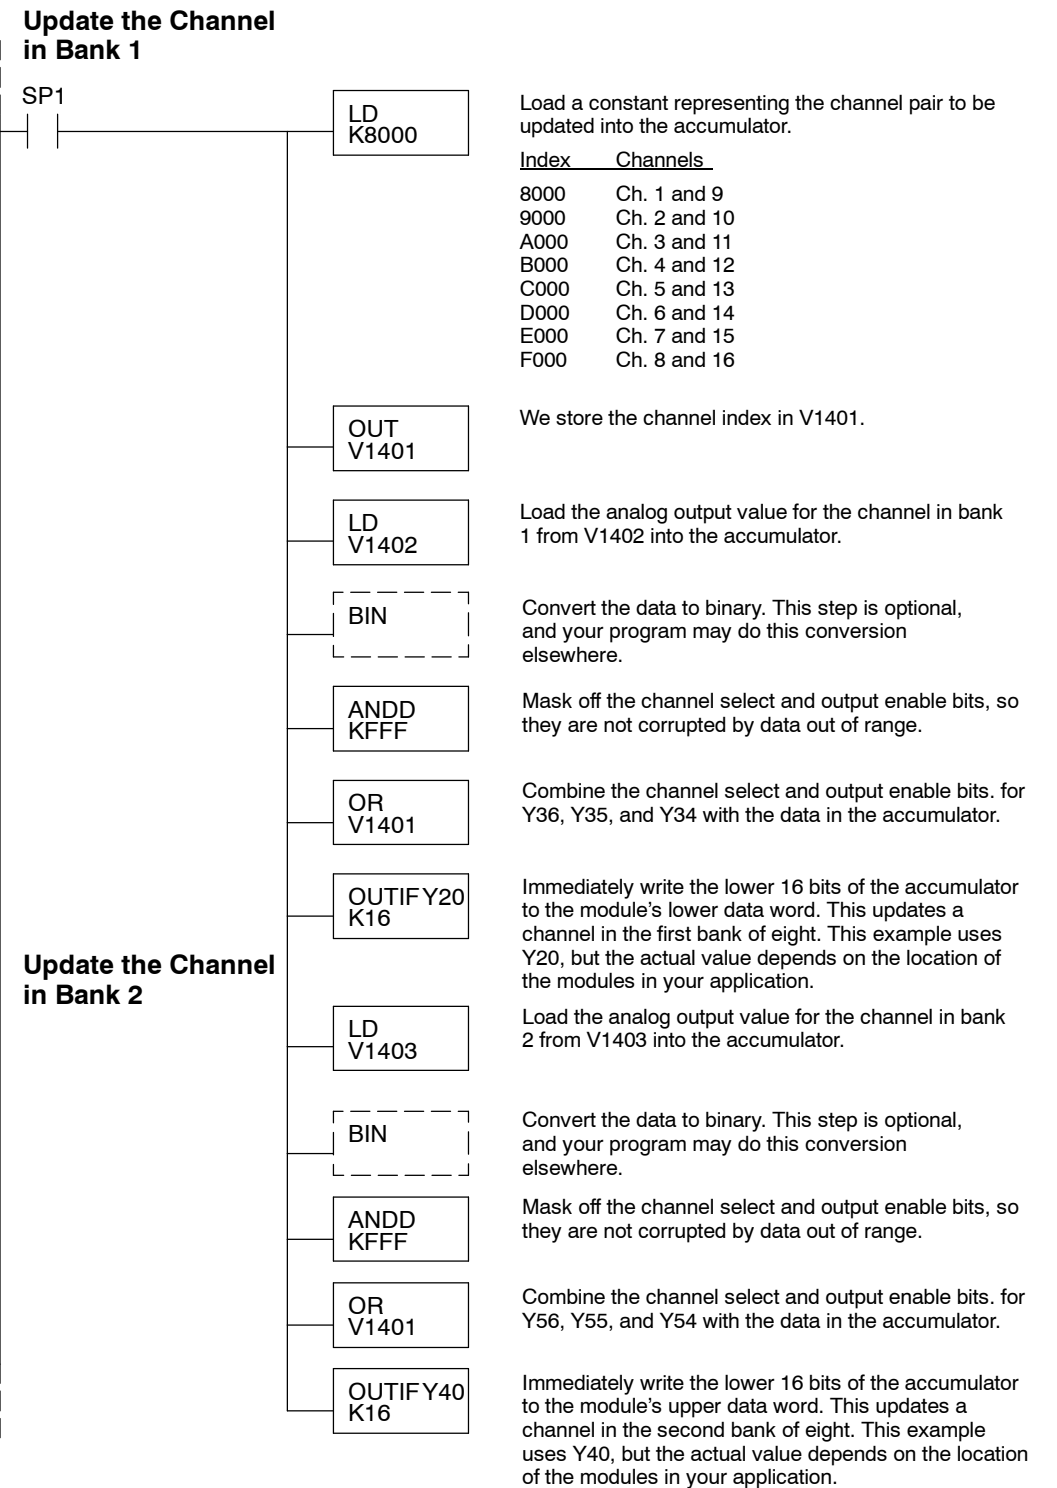 Update the Channel
in Bank 1
SP1
LD
K8000
Load a constant representing the channel pair to be
updated into the accumulator.
Index Channels
8000 Ch. 1 and 9
9000 Ch. 2 and 10
A000 Ch. 3 and 11
B000 Ch. 4 and 12
C000 Ch. 5 and 13
D000 Ch. 6 and 14
E000 Ch. 7 and 15
F000 Ch. 8 and 16
OUT
V1401
We store the channel index in V1401.
LD
V1402
Load the analog output value for the channel in bank
1 from V1402 into the accumulator.
BIN
Convert the data to binary. This step is optional,
and your program may do this conversion
elsewhere.
ANDD
KFFF
Mask off the channel select and output enable bits, so
they are not corrupted by data out of range.
OR
V1401
Combine the channel select and output enable bits. for
Y36, Y35, and Y34 with the data in the accumulator.
OUTIF Y20
K16
Immediately write the lower 16 bits of the accumulator
to the module's lower data word. This updates a
channel in the first bank of eight. This example uses
Y20, but the actual value depends on the location of
the modules in your application.
Update the Channel
in Bank 2
LD
V1403
Load the analog output value for the channel in bank
2 from V1403 into the accumulator.
BIN
Convert the data to binary. This step is optional,
and your program may do this conversion
elsewhere.
ANDD
KFFF
Mask off the channel select and output enable bits, so
they are not corrupted by data out of range.
OR
V1401
Combine the channel select and output enable bits. for
Y56, Y55, and Y54 with the data in the accumulator.
OUTIF Y40
K16
Immediately write the lower 16 bits of the accumulator
to the module's upper data word. This updates a
channel in the second bank of eight. This example
uses Y40, but the actual value depends on the location
of the modules in your application.